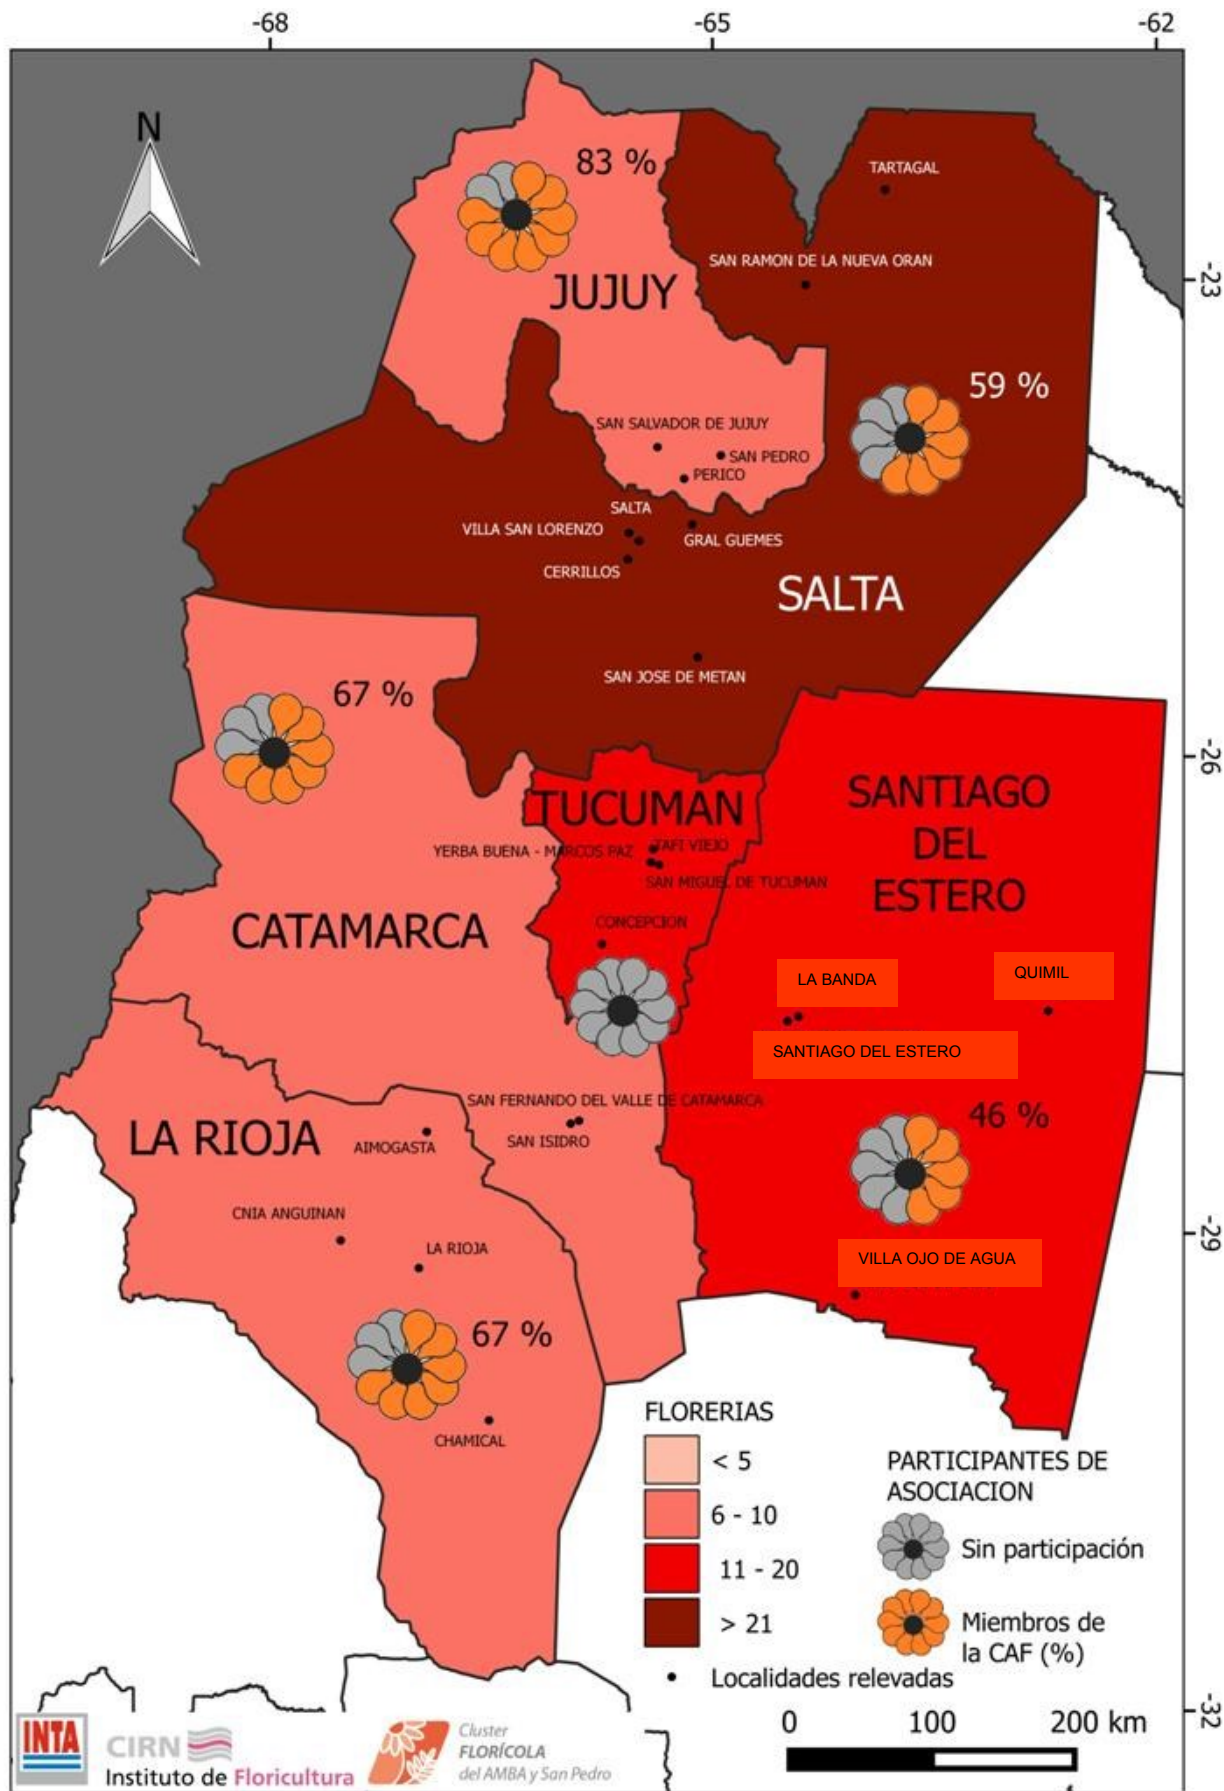 -68
-65
-62
N
83 %
TARTAGAL
SAN RAMON DE LA NUEVA ORAN
JUJUY
-23
59 %
SAN SALVADOR DE JUJUY
SAN PEDRO
PERICO
SALTA
VILLA SAN LORENZO
GRAL GUEMES
CERRILLOS
SALTA
SAN JOSE DE METAN
67 %
-26
TUCUMAN
SANTIAGO
DEL
ESTERO
YERBA BUENA - MARCOS PAZ
TAFI VIEJO
SAN MIGUEL DE TUCUMAN
CATAMARCA
CONCEPCION
LA BANDA
QUIMIL
SANTIAGO DEL ESTERO
SAN FERNANDO DEL VALLE DE CATAMARCA
46 %
LA RIOJA
AIMOGASTA
SAN ISIDRO
CNIA ANGUINAN
-29
LA RIOJA
VILLA OJO DE AGUA
67 %
CHAMICAL
FLORERIAS
< 5
6 - 10
11 - 20
> 21
Localidades relevadas
PARTICIPANTES DE
ASOCIACION
Sin participación
Miembros de
la CAF (%)
-32
0 100 200 km
INTA
CIRN
Instituto de Floricultura
Cluster
FLORÍCOLA
del AMBA y San Pedro